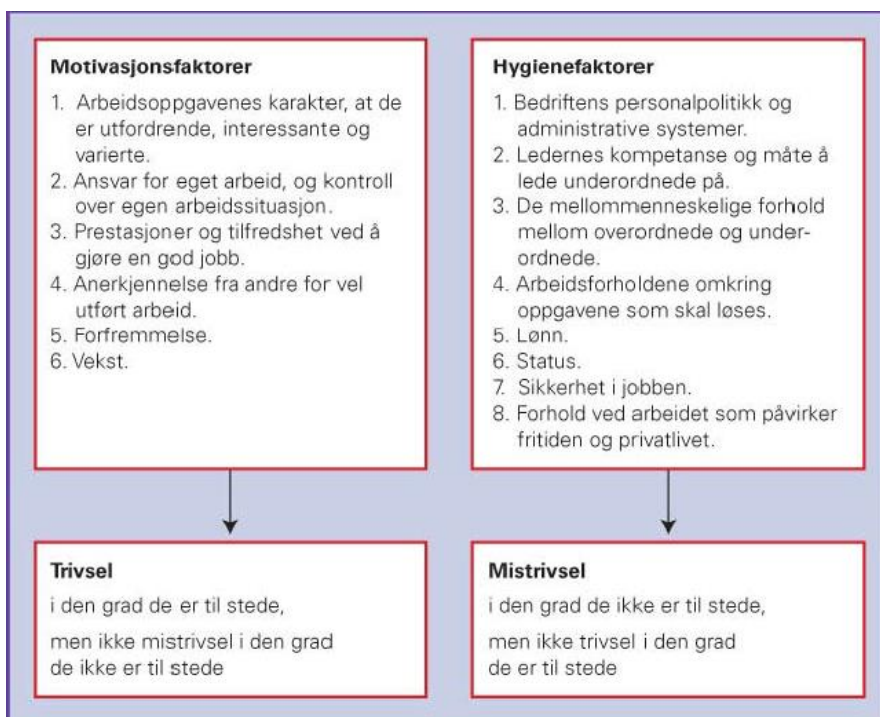 Motivasjonsfaktorer
1. Arbeidsoppgavenes karakter, at de
er utfordrende, interessante og
varierte.
2. Ansvar for eget arbeid, og kontroll
over egen arbeidssituasjon.
3. Prestasjoner og tilfredshet ved å
gjøre en god jobb.
4. Anerkjennelse fra andre for vel
utført arbeid.
5. Forfremmelse.
6. Vekst.
Hygienefaktorer
1. Bedriftens personalpolitikk og
administrative systemer.
2. Ledernes kompetanse og måte å
lede underordnede på.
3. De mellommenneskelige forhold
mellom overordnede og under-
ordnede.
4. Arbeidsforholdene omkring
oppgavene som skal løses.
5. Lønn.
6. Status.
7. Sikkerhet i jobben.
8. Forhold ved arbeidet som påvirker
fritiden og privatlivet.
Trivsel
i den grad de er til stede,
men ikke mistrivsel i den grad
de ikke er til stede
Mistrivsel
i den grad de ikke er til stede,
men ikke trivsel i den grad
de er til stede